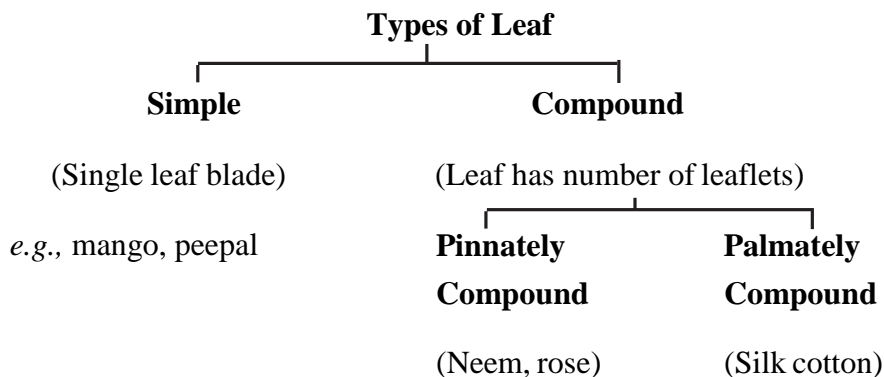 Types of Leaf
Simple Compound
(Single leaf blade) (Leaf has number of leaflets)
e.g., mango, peepal Pinnately Palmately
Compound Compound
(Neem, rose) (Silk cotton)